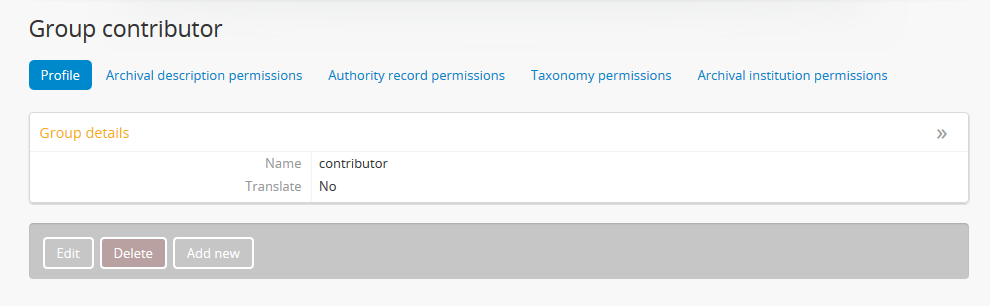 Group contributor
Profile Archival description permissions Authority record permissions Taxonomy permissions Archival institution permissions
Group details »
Name contributor
Translate No
Edit Delete Add new